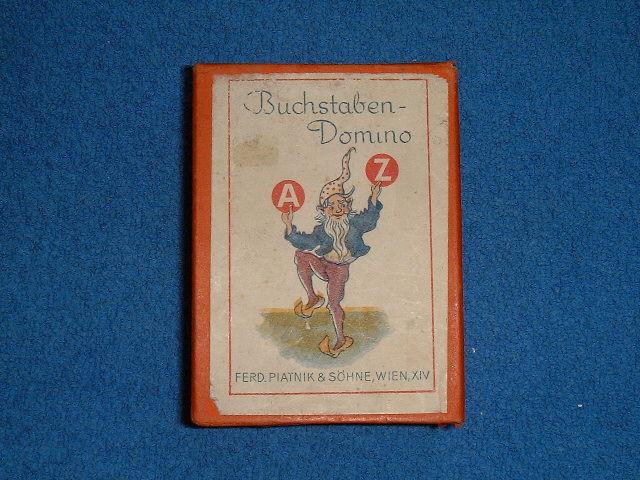 Buchstaben-
Domino
A
Z
FERD. PIATNIK & SÖHNE, WIEN, XIV